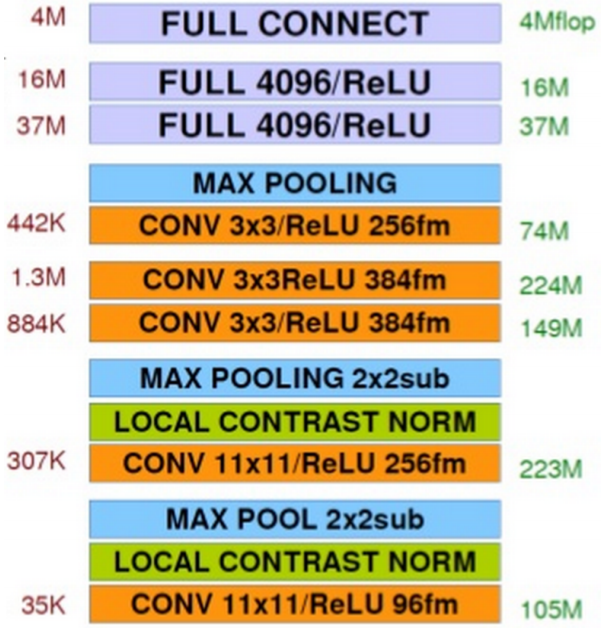 4M FULL CONNECT 4Mflop
16M FULL 4096/ReLU 16M
37M FULL 4096/ReLU 37M
MAX POOLING
442K CONV 3x3/ReLU 256fm 74M
1.3M CONV 3x3ReLU 384fm 224M
884K CONV 3x3/ReLU 384fm 149M
MAX POOLING 2x2sub
LOCAL CONTRAST NORM
307K CONV 11x11/ReLU 256fm 223M
MAX POOL 2x2sub
LOCAL CONTRAST NORM
35K CONV 11x11/ReLU 96fm 105M